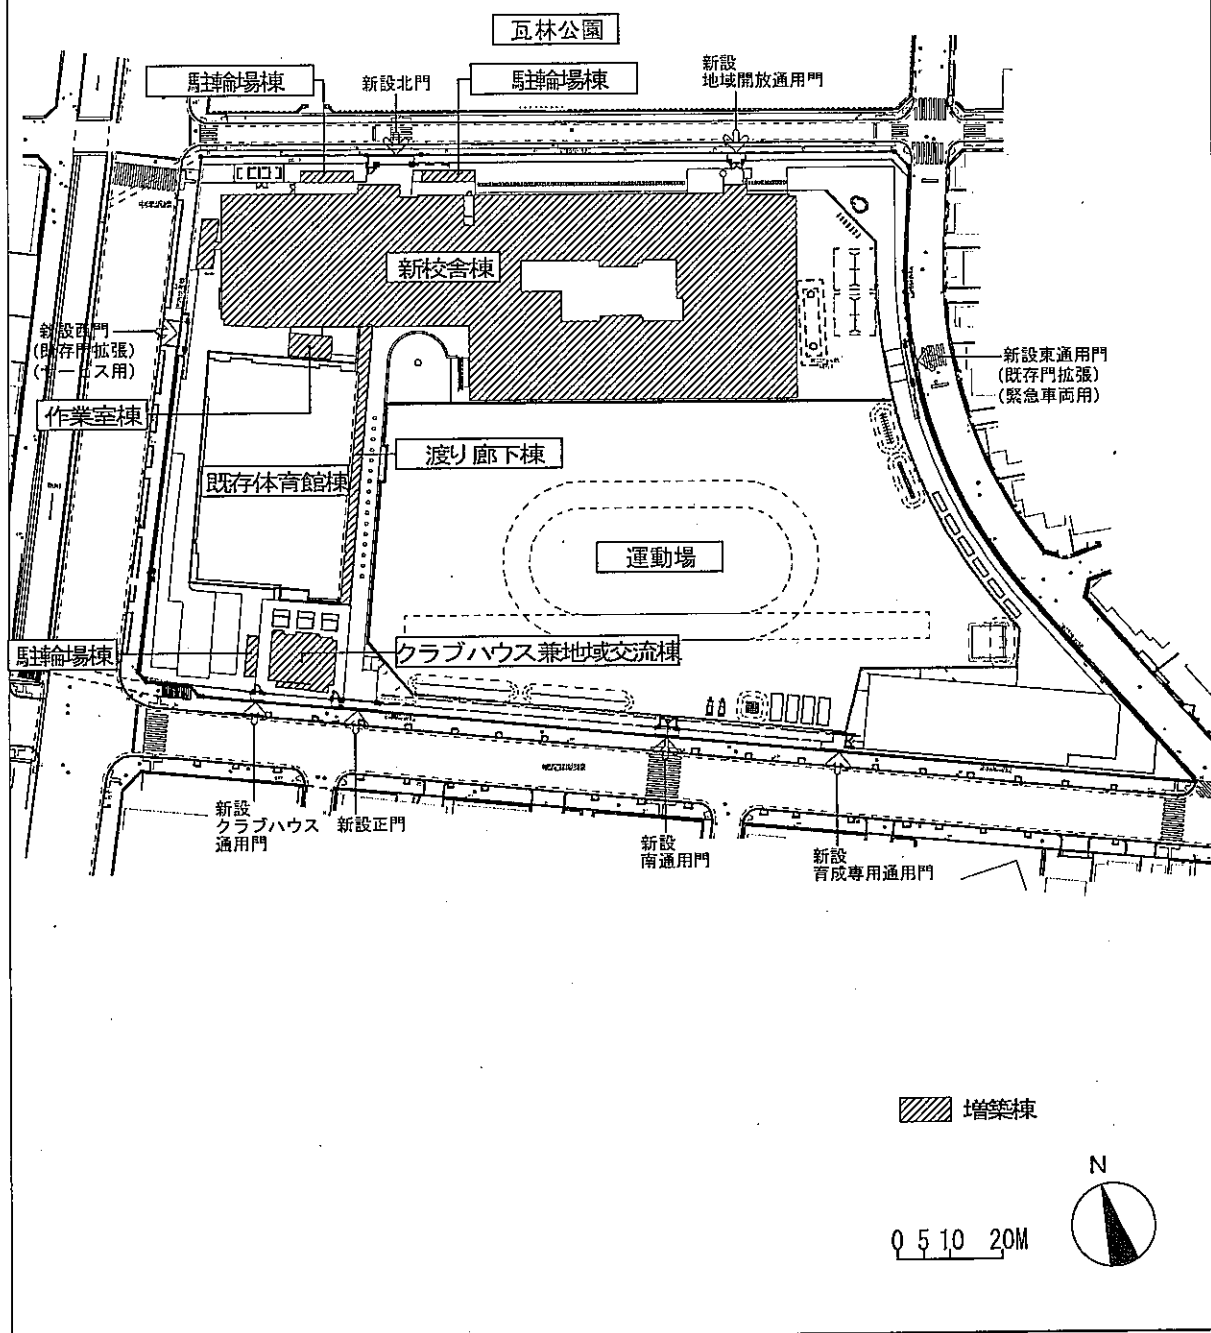 瓦林公園
駐輪場棟
新設北門
駐輪場棟
新設
地域開放通用門
新校舎棟
新設西門
(既存門拡張)
(サービス用)
新設東通用門
(既存門拡張)
(緊急車両用)
作業室棟
渡り廊下棟
既存体育館棟
運動場
駐輪場棟
クラブハウス兼地域交流棟
新設
クラブハウス
通用門
新設正門
新設
南通用門
新設
育成専用通用門
増築棟
N
0 5 10 20M